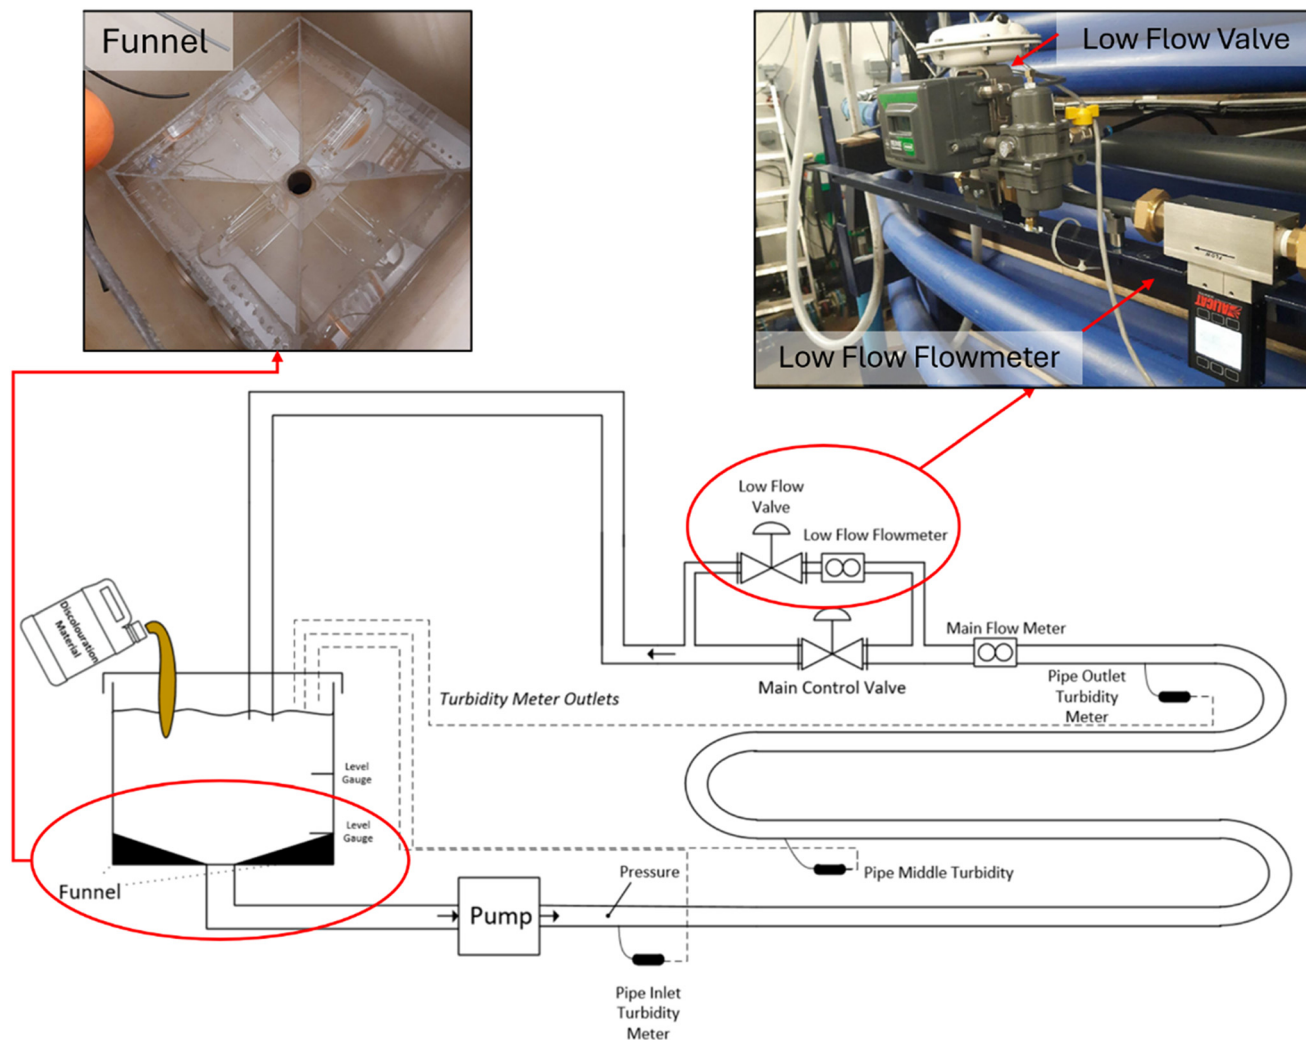 Funnel
Low Flow Valve
Low Flow Flowmeter
ALICAT
Low Flow
Valve
Low Flow Flowmeter
Discolouration
Material
Main Flow Meter
Main Control Valve
Pipe Outlet
Turbidity
Meter
Turbidity Meter Outlets
Level
Gauge
Level
Gauge
Funnel
Pressure
Pipe Middle Turbidity
Pump
Pipe Inlet
Turbidity
Meter